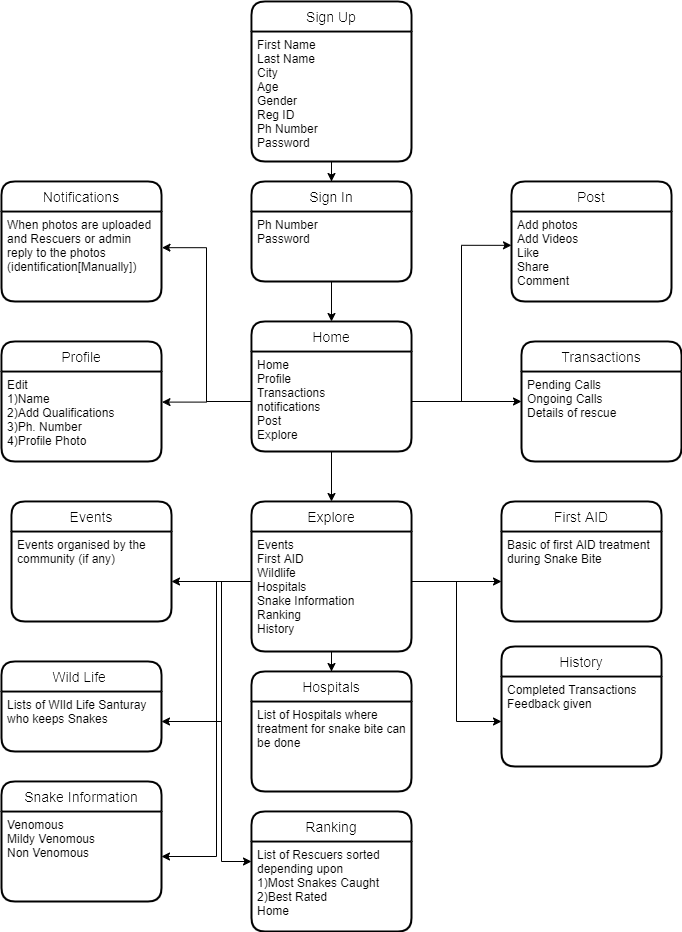 Sign Up
First Name
Last Name
City
Age
Gender
Reg ID
Ph Number
Password
Notifications
When photos are uploaded
and Rescuers or admin
reply to the photos
(identification[Manually])
Sign In
Ph Number
Password
Post
Add photos
Add Videos
Like
Share
Comment
Profile
Edit
1)Name
2)Add Qualifications
3)Ph. Number
4)Profile Photo
Home
Home
Profile
Transactions
notifications
Post
Explore
Transactions
Pending Calls
Ongoing Calls
Details of rescue
Events
Events organised by the
community (if any)
Explore
Events
First AID
Wildlife
Hospitals
Snake Information
Ranking
History
First AID
Basic of first AID treatment
during Snake Bite
Wild Life
Lists of WIld Life Santuray
who keeps Snakes
Hospitals
List of Hospitals where
treatment for snake bite can
be done
History
Completed Transactions
Feedback given
Snake Information
Venomous
Mildy Venomous
Non Venomous
Ranking
List of Rescuers sorted
depending upon
1)Most Snakes Caught
2)Best Rated
Home